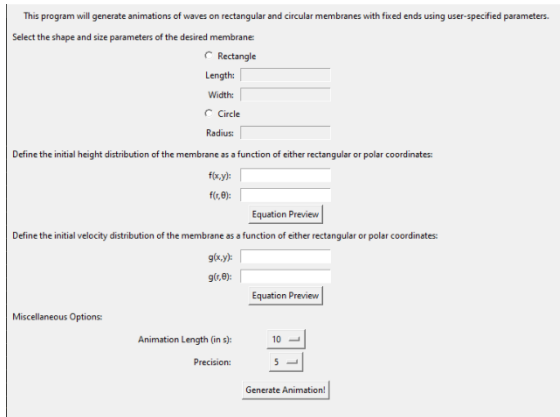 This program will generate animations of waves on rectangular and circular membranes with fixed ends using user-specified parameters.
Select the shape and size parameters of the desired membrane:
Rectangle
Length:
Width:
Circle
Radius:
Define the initial height distribution of the membrane as a function of either rectangular or polar coordinates:
f(x,y):
f(r,θ):
Equation Preview
Define the initial velocity distribution of the membrane as a function of either rectangular or polar coordinates:
g(x,y):
g(r,θ):
Equation Preview
Miscellaneous Options:
Animation Length (in s): 10
Precision: 5
Generate Animation!